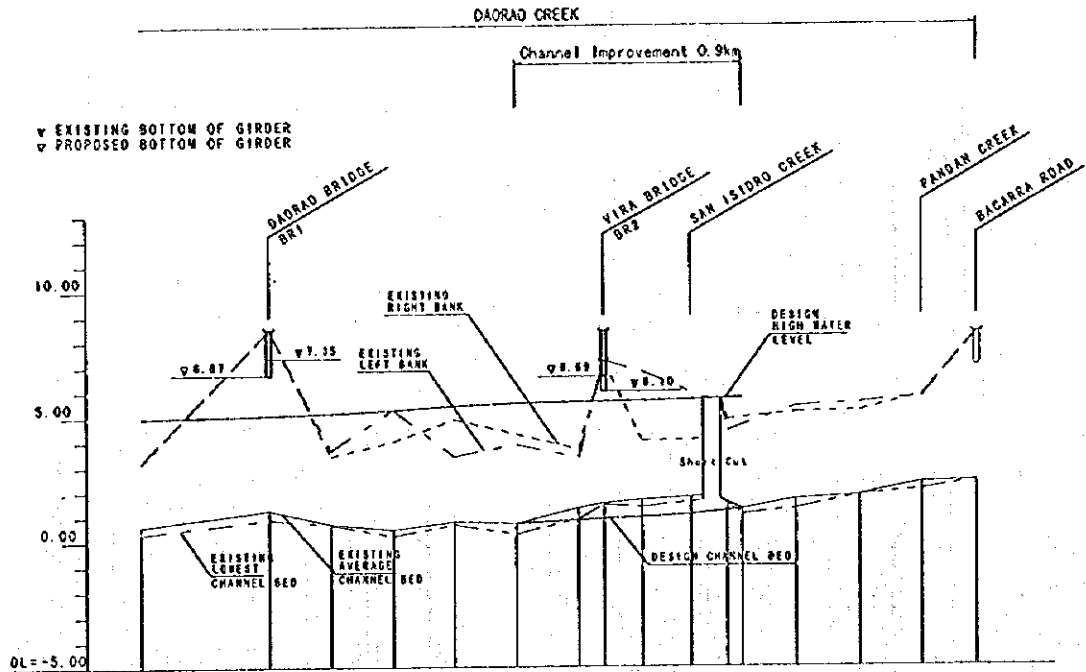 DAORAD CREEK
Channel Improvement 0.9km
EXISTING BOTTOM OF GIRDER
PROPOSED BOTTOM OF GIRDER
DAORAD BRIDGE
BR1
VIRA BRIDGE
BR2
SAN ISIDRO CREEK
PANDAN CREEK
BACARRA ROAD
10.00
EXISTING
RIGHT BANK
DESIGN
HIGH WATER
LEVEL
7.35
EXISTING
LEFT BANK
5.00
Short Cut
0.00
EXISTING
LOWEST
CHANNEL BED
EXISTING
AVERAGE
CHANNEL BED
DESIGN CHANNEL BED
DL=-5.00